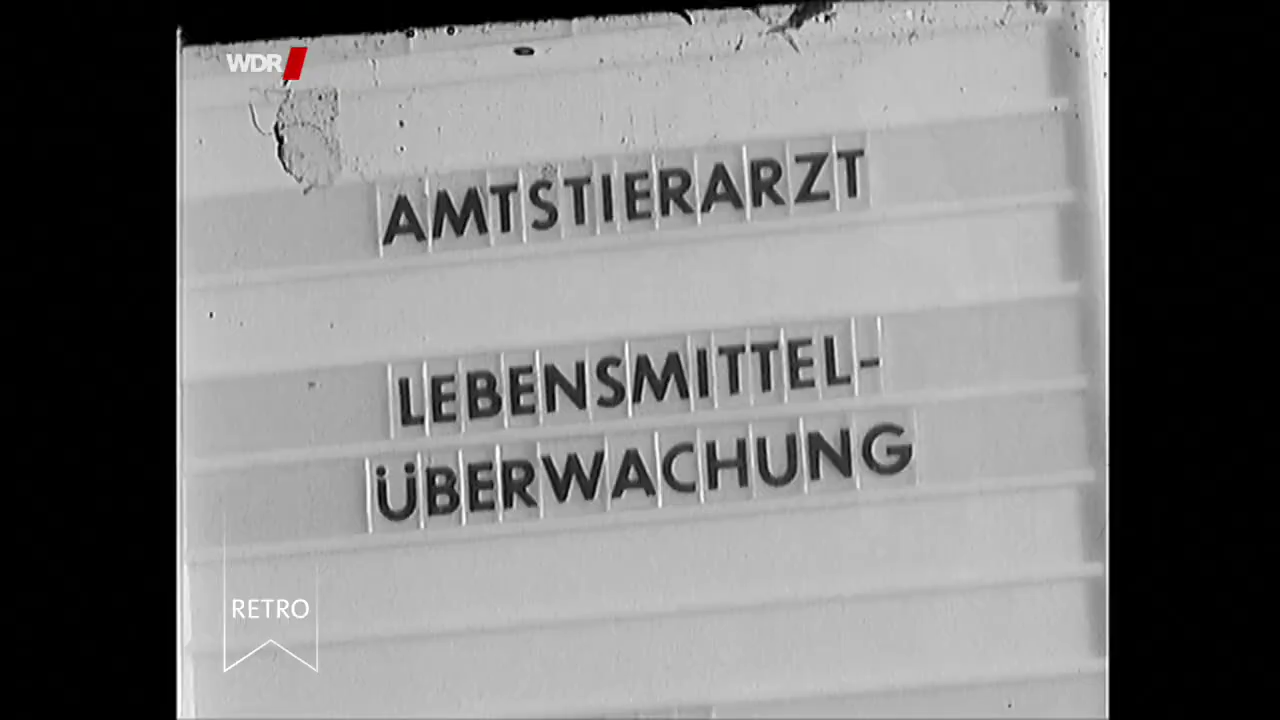 WDR
AMTSTIERARZT
LEBENSMITTEL-
ÜBERWACHUNG
RETRO